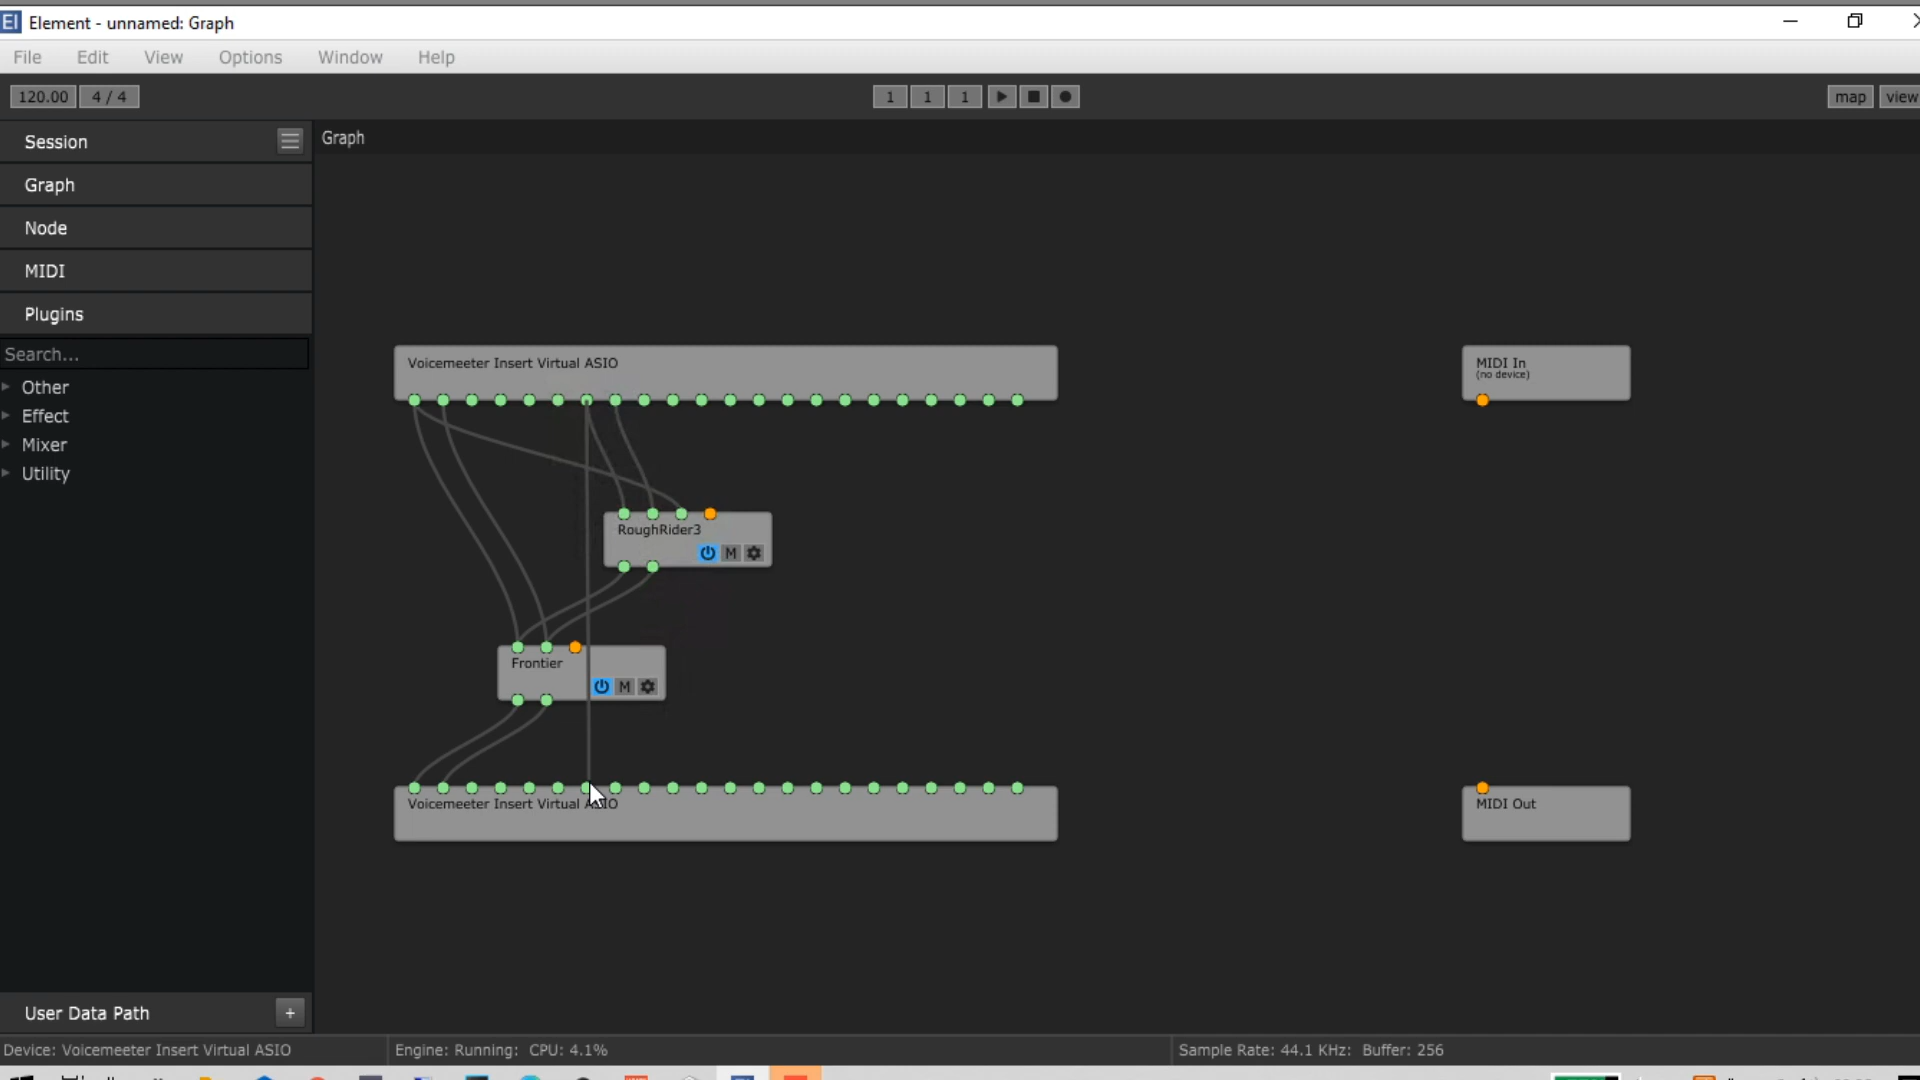 EI Element - unnamed: Graph
File Edit View Options Window Help
120.00 4 / 4 1 1 1 map view
Session
Graph
Graph
Node
MIDI
Plugins
Search...
Other
Effect
Mixer
Utility
Voicemeeter Insert Virtual ASIO
MIDI In
(no device)
RoughRider3
M
Frontier
M
Voicemeeter Insert Virtual ASIO
MIDI Out
User Data Path +
Device: Voicemeeter Insert Virtual ASIO Engine: Running: CPU: 4.1% Sample Rate: 44.1 KHz: Buffer: 256